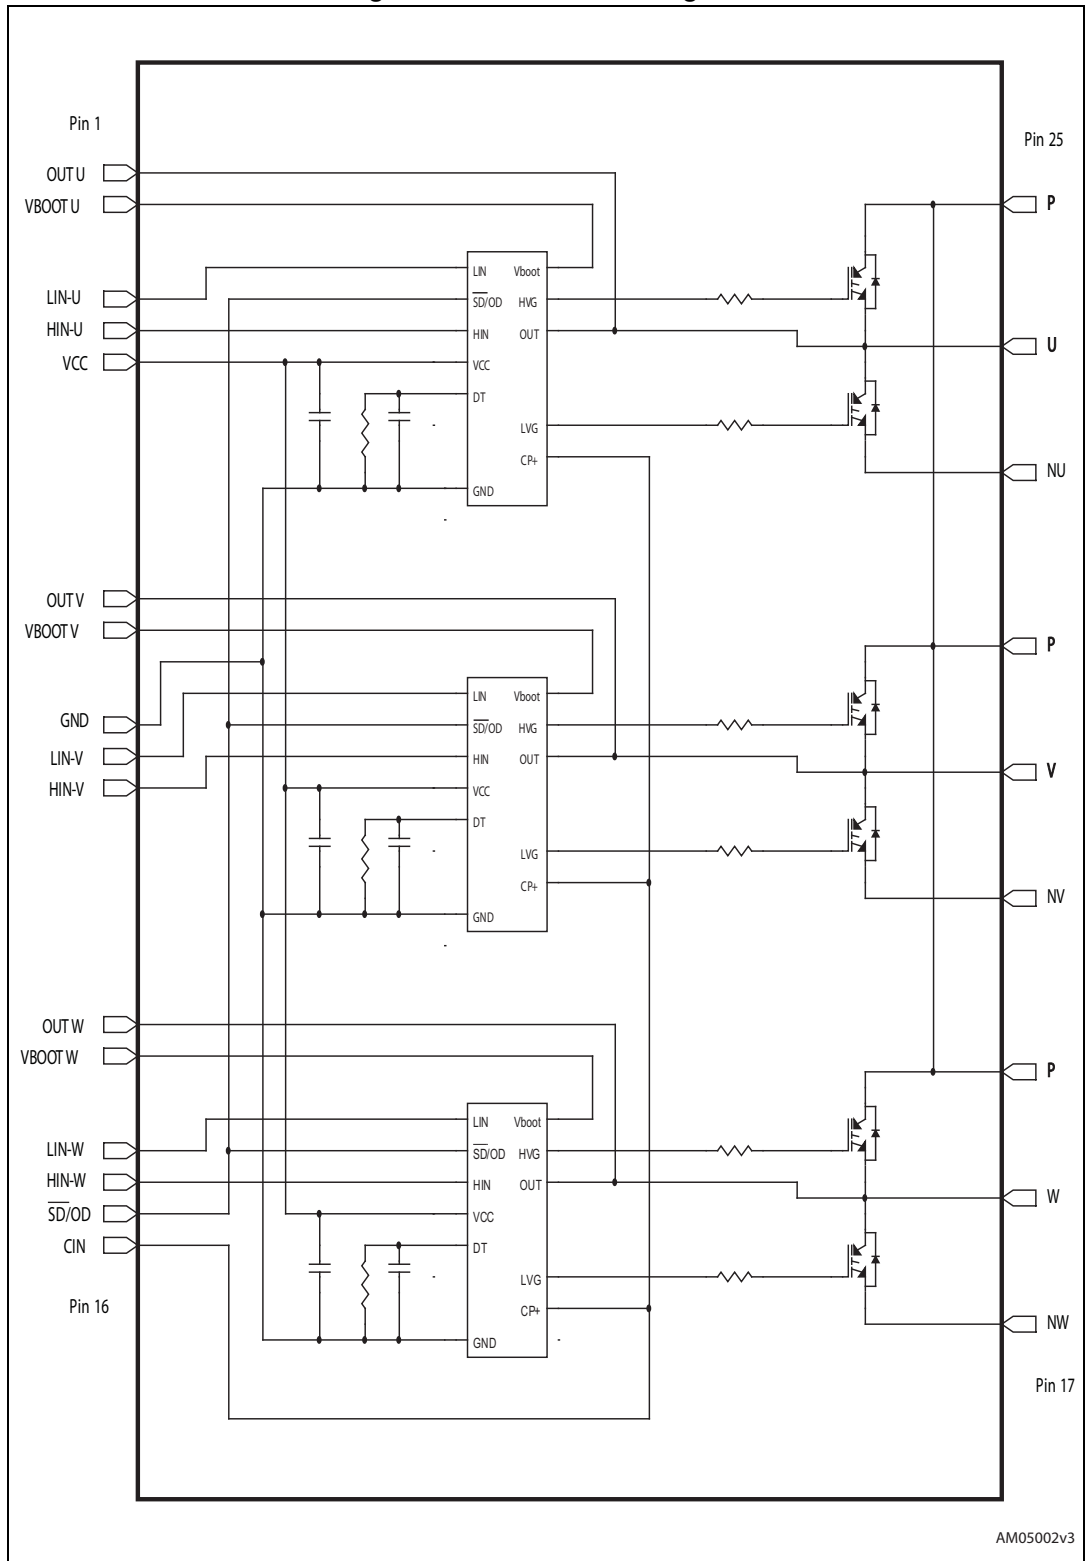 Pin 1
Pin 25
OUT U
VBOOT U
P
LIN Vboot
LIN-U
SD/OD HVG
HIN-U
HIN OUT
U
VCC
VCC
DT
LVG
CP+
NU
GND
OUT V
VBOOT V
P
LIN Vboot
GND
SD/OD HVG
LIN-V
HIN OUT
V
HIN-V
VCC
DT
LVG
CP+
NV
GND
OUT W
VBOOT W
P
LIN Vboot
LIN-W
SD/OD HVG
HIN-W
HIN OUT
W
SD/OD
VCC
CIN
DT
LVG
Pin 16
CP+
NW
GND
Pin 17
AM05002v3